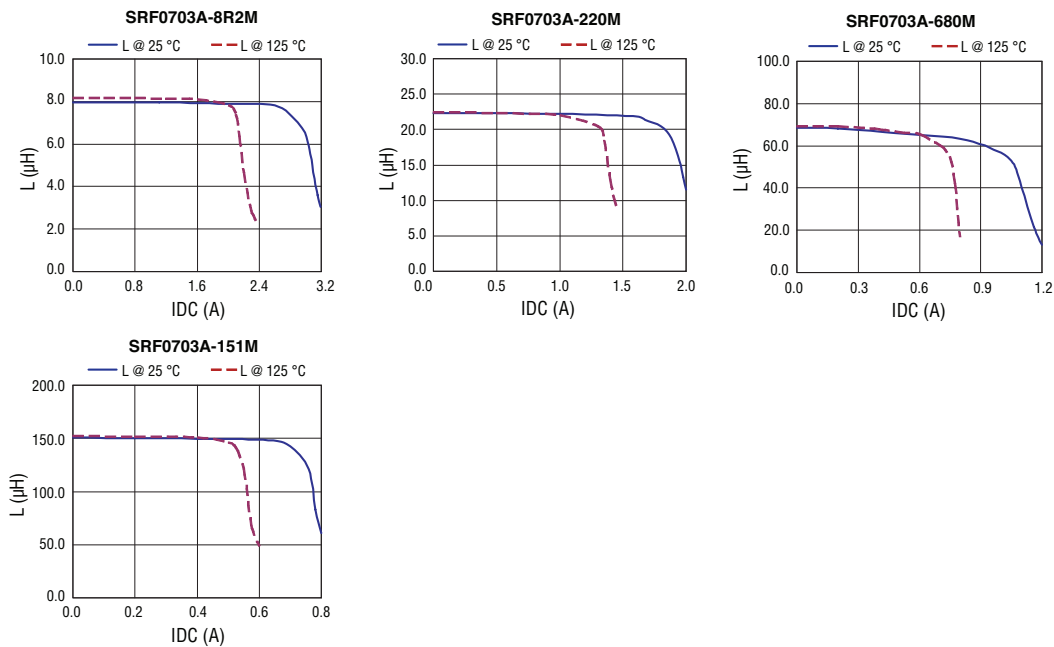 SRF0703A-8R2M
L @ 25 °C L @ 125 °C
10.0
8.0
6.0
4.0
2.0
0.0
L (µH)
0.0 0.8 1.6 2.4 3.2
IDC (A)
SRF0703A-220M
L @ 25 °C L @ 125 °C
30.0
25.0
20.0
15.0
10.0
5.0
0.0
L (µH)
0.0 0.5 1.0 1.5 2.0
IDC (A)
SRF0703A-680M
L @ 25 °C L @ 125 °C
100.0
80.0
60.0
40.0
20.0
0.0
L (µH)
0.0 0.3 0.6 0.9 1.2
IDC (A)
SRF0703A-151M
L @ 25 °C L @ 125 °C
200.0
150.0
100.0
50.0
0.0
L (µH)
0.0 0.2 0.4 0.6 0.8
IDC (A)